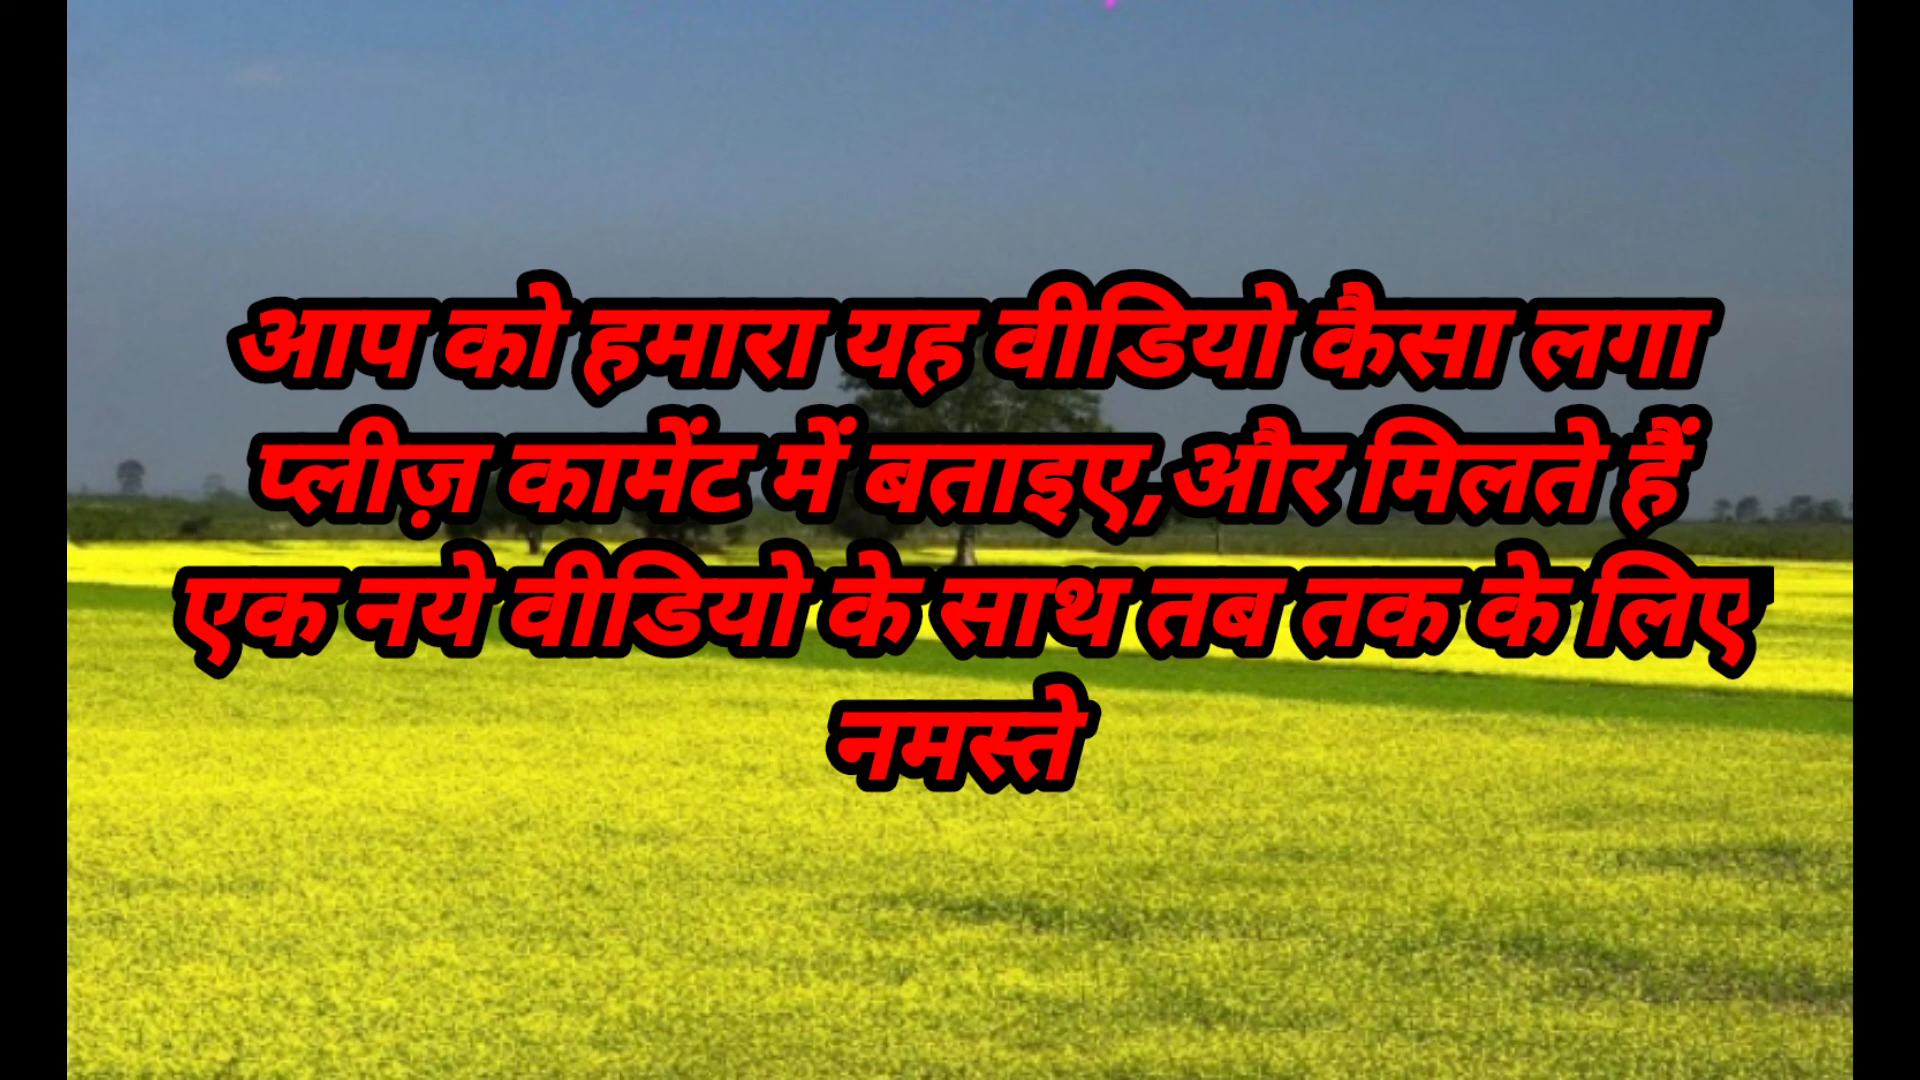 आप को हमारा यह वीडियो कैसा लगा
प्लीज़ कामेंट में बताइए,और मिलते हैं
एक नये वीडियो के साथ तब तक के लिए
नमस्ते